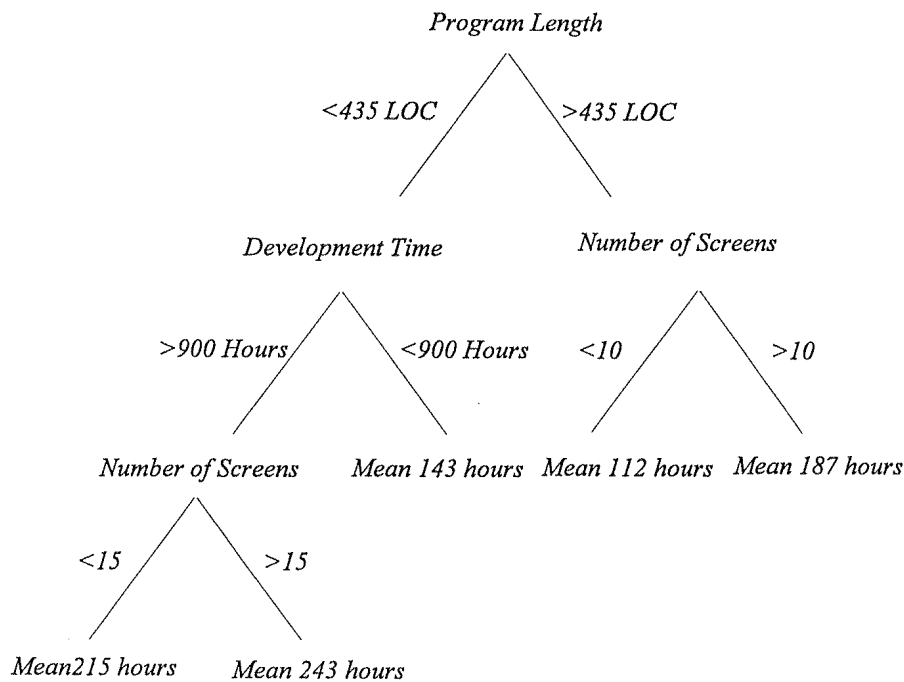 Program Length
<435 LOC
>435 LOC
Development Time
Number of Screens
>900 Hours
<900 Hours
<10
>10
Number of Screens
Mean 143 hours
Mean 112 hours
Mean 187 hours
<15
>15
Mean215 hours
Mean 243 hours